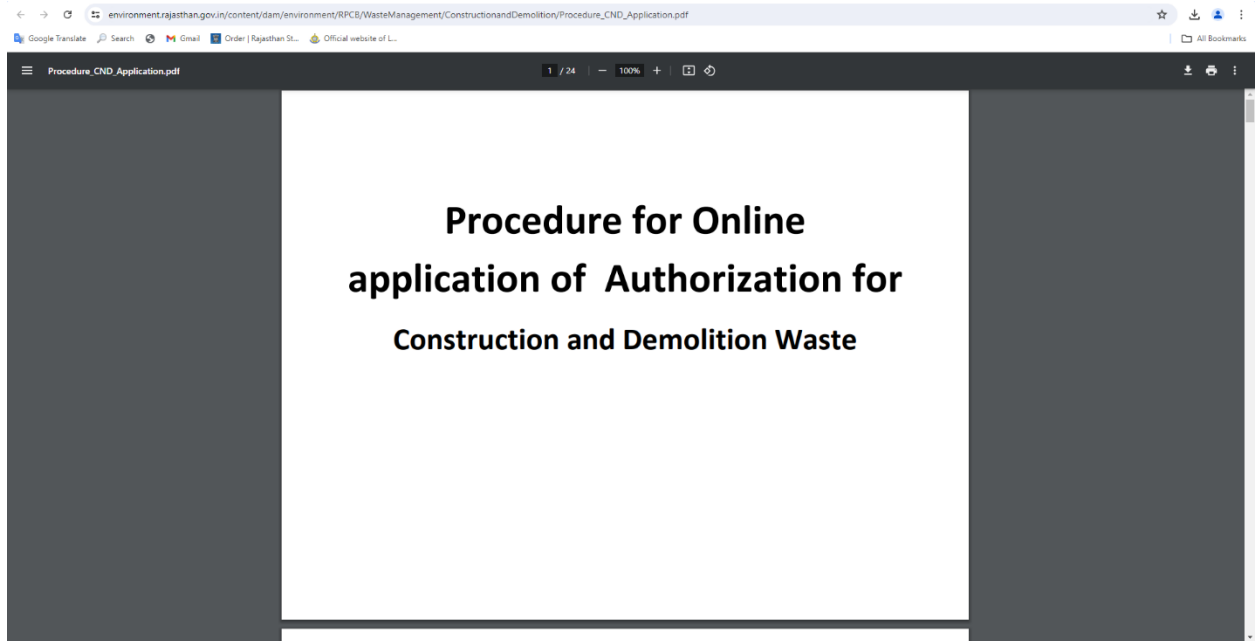 environment.rajasthan.gov.in/content/dam/environment/RPCB/WasteManagement/ConstructionandDemolition/Procedure_CND_Application.pdf
Google Translate Search Gmail Order | Rajasthan St... Official website of L... All Bookmarks
Procedure_CND_Application.pdf 1 / 24 100%
Procedure for Online
application of Authorization for
Construction and Demolition Waste